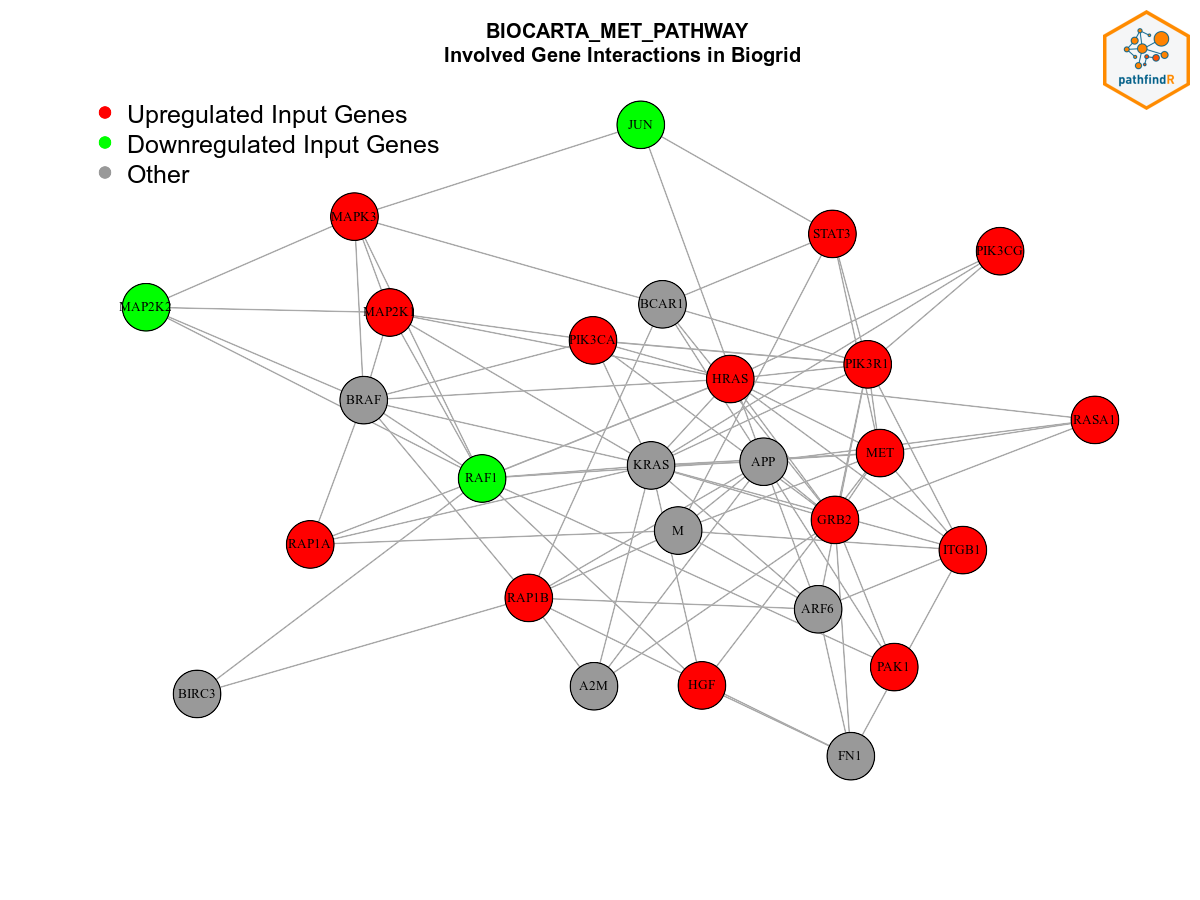 BIOCARTA_MET_PATHWAY
Involved Gene Interactions in Biogrid
pathfindR
Upregulated Input Genes
Downregulated Input Genes
Other
JUN
MAPK3
STAT3
PIK3CG
MAP2K2
MAP2K1
BCAR1
PIK3CA
PIK3R1
HRAS
BRAF
RASA1
MET
APP
KRAS
RAF1
GRB2
M
RAP1A
ITGB1
RAP1B
ARF6
PAK1
HGF
A2M
BIRC3
FN1